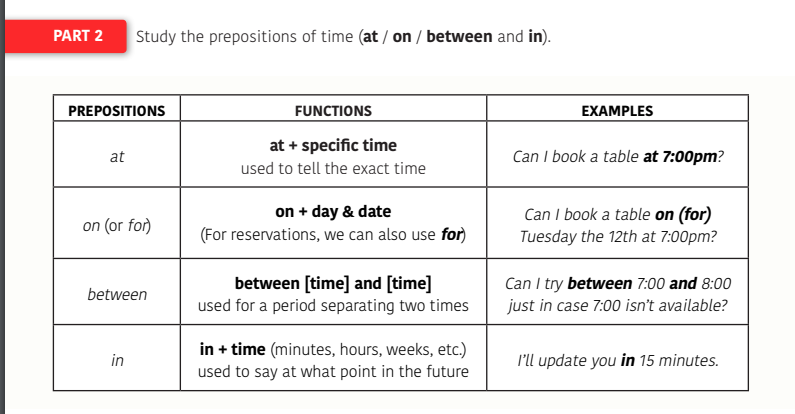 PART 2
Study the prepositions of time (at / on / between and in).
PREPOSITIONS
FUNCTIONS
EXAMPLES
at
at + specific time
used to tell the exact time
Can I book a table at 7:00pm?
on (or for)
on + day & date
(For reservations, we can also use for)
Can I book a table on (for)
Tuesday the 12th at 7:00pm?
between
between [time] and [time]
used for a period separating two times
Can I try between 7:00 and 8:00
just in case 7:00 isn't available?
in
in + time (minutes, hours, weeks, etc.)
used to say at what point in the future
I'll update you in 15 minutes.